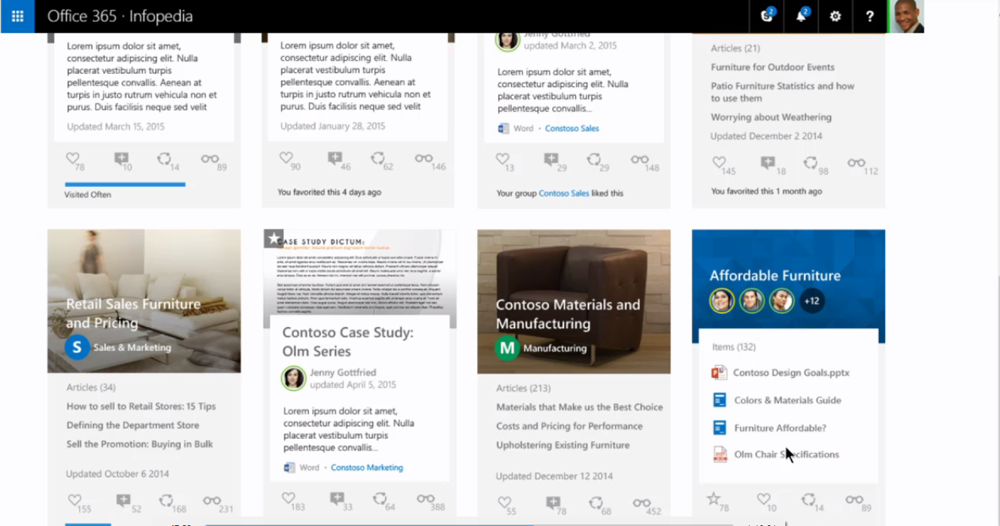 Office 365 · Infopedia
2
2
?
Lorem ipsum dolor sit amet,
consectetur adipiscing elit. Nulla
placerat vestibulum turpis
pellentesque convallis. Aenean at
turpis in justo rutrum vehicula non et
purus. Duis facilisis neque sed velit
Updated March 15, 2015
78
10
14
89
Visited Often
Lorem ipsum dolor sit amet,
consectetur adipiscing elit. Nulla
placerat vestibulum turpis
pellentesque convallis. Aenean at
turpis in justo rutrum vehicula non et
purus. Duis facilisis neque sed velit
Updated January 28, 2015
90
46
62
146
You favorited this 4 days ago
Jenny Gottfried
updated March 2, 2015
Lorem ipsum dolor sit amet,
consectetur adipiscing elit. Nulla
placerat vestibulum turpis
pellentesque convallis...
Word · Constoso Sales
13
29
29
148
Your group Contoso Sales liked this
Articles (21)
Furniture for Outdoor Events
Patio Furniture Statistics and how
to use them
Worrying about Weathering
Updated December 2 2014
145
18
98
112
You favorited this 1 month ago
Retail Sales Furniture
and Pricing
S Sales & Marketing
Articles (34)
How to sell to Retail Stores: 15 Tips
Defining the Department Store
Sell the Promotion: Buying in Bulk
Updated October 6 2014
155
52
168
231
CASE STUDY DICTUM:
Contoso Case Study:
Olm Series
Jenny Gottfried
updated April 5, 2015
Lorem ipsum dolor sit amet,
consectetur adipiscing elit. Nulla
placerat vestibulum turpis
pellentesque convallis...
Word · Constoso Marketing
183
33
64
388
Contoso Materials and
Manufacturing
M Manufacturing
Articles (213)
Materials that Make us the Best Choice
Costs and Pricing for Performance
Upholstering Existing Furniture
Updated December 12 2014
55
78
68
452
Affordable Furniture
+12
Items (132)
Contoso Design Goals.pptx
Colors & Materials Guide
Furniture Affordable?
Olm Chair Specifications
78
10
14
89